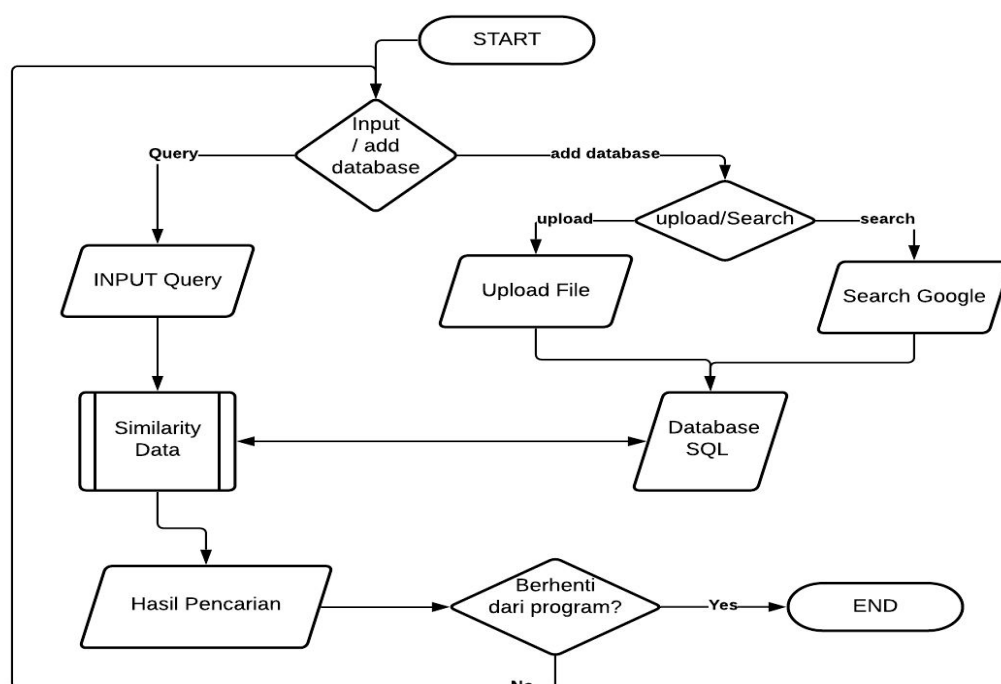 START
Input
/ add
database
Query
add database
upload/Search
upload
search
INPUT Query
Upload File
Search Google
Similarity
Data
Database
SQL
Hasil Pencarian
Berhenti
dari program?
Yes
END
No